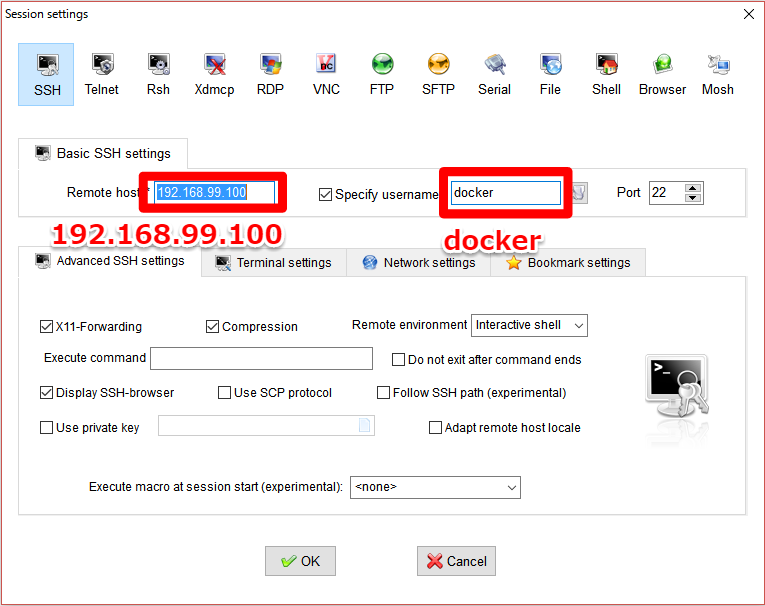 Session settings
SSH Telnet Rsh Xdmcp RDP VNC FTP SFTP Serial File Shell Browser Mosh
Basic SSH settings
Remote host * 192.168.99.100 Specify username docker Port 22
192.168.99.100 docker
Advanced SSH settings Terminal settings Network settings Bookmark settings
X11-Forwarding Compression Remote environment Interactive shell
Execute command Do not exit after command ends
Display SSH-browser Use SCP protocol Follow SSH path (experimental)
Use private key Adapt remote host locale
Execute macro at session start (experimental): <none>
OK Cancel